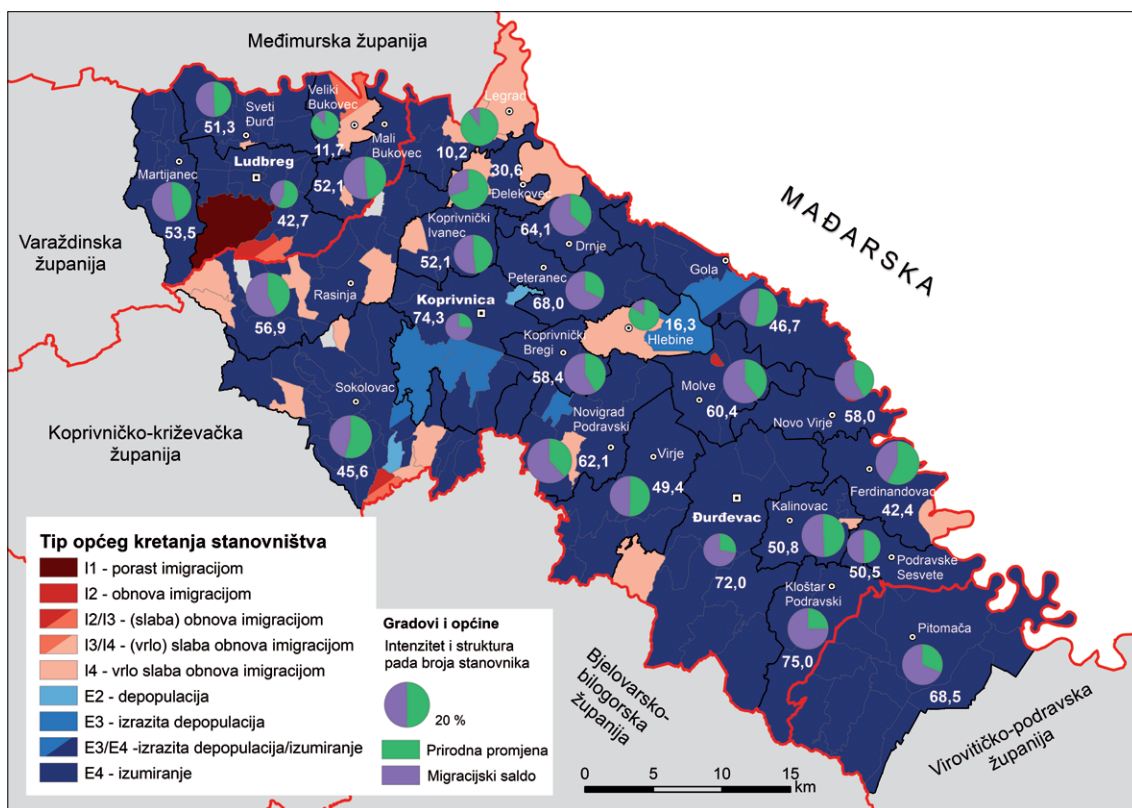 Međimurska županija
Varaždinska
županija
Koprivničko-križevačka
županija
MAĐARSKA
Bjelovarsko-
bilogorska
županija
Virovitičko-podravska
županija
51,3
Sveti
Đurđ
Veliki
Bukovec
11,7
Mali
Bukovec
52,1
Legrad
10,2
Ludbreg
42,7
Martijanec
53,5
30,6
Đelekovec
Koprivnički
Ivanec
52,1
64,1
Drnje
Peteranec
68,0
Gola
46,7
Rasinja
56,9
Koprivnica
74,3
16,3
Hlebine
Koprivnički
Bregi
58,4
Molve
60,4
Novo Virje
58,0
Sokolovac
45,6
Novigrad
Podravski
62,1
Virje
49,4
Ferdinandovac
42,4
Đurđevac
72,0
Kalinovac
50,8
50,5
Podravske
Sesvete
Kloštar
Podravski
75,0
Pitomača
68,5
Tip općeg kretanja stanovništva
I1 - porast imigracijom
I2 - obnova imigracijom
I2/I3 - (slaba) obnova imigracijom
I3/I4 - (vrlo) slaba obnova imigracijom
I4 - vrlo slaba obnova imigracijom
E2 - depopulacija
E3 - izrazita depopulacija
E3/E4 -izrazita depopulacija/izumiranje
E4 - izumiranje
Gradovi i općine
Intenzitet i struktura
pada broja stanovnika
20 %
Prirodna promjena
Migracijski saldo
0 5 10 15
km